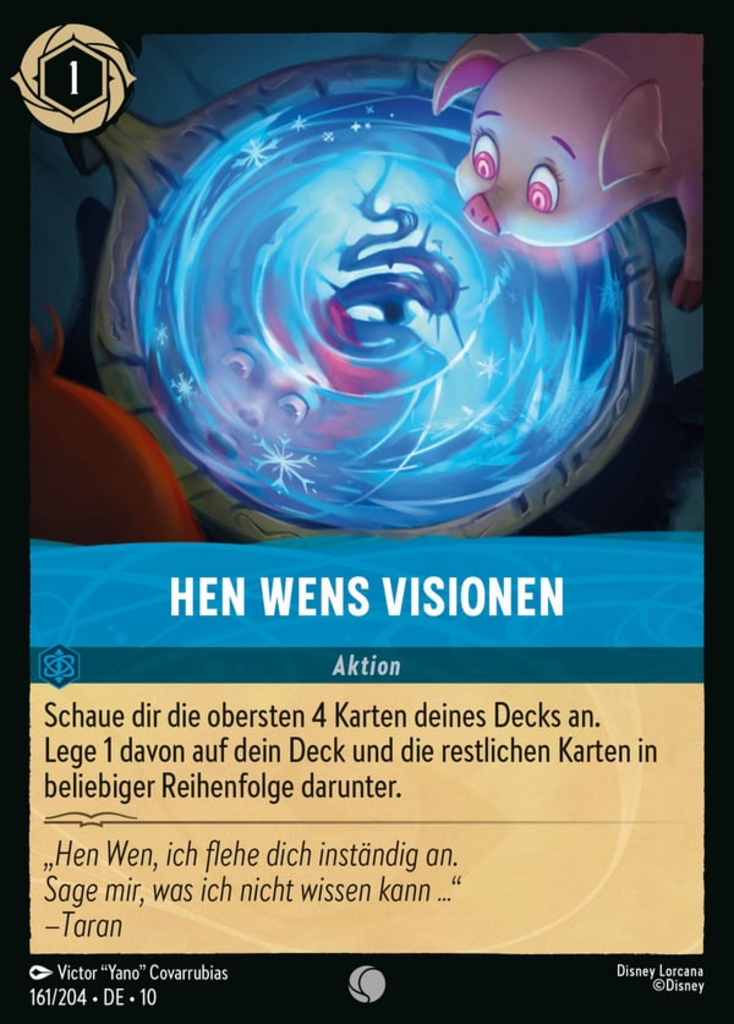 1
HEN WENS VISIONEN
Aktion
Schaue dir die obersten 4 Karten deines Decks an.
Lege 1 davon auf dein Deck und die restlichen Karten in
beliebiger Reihenfolge darunter.
„Hen Wen, ich flehe dich inständig an.
Sage mir, was ich nicht wissen kann ...“
–Taran
Victor “Yano” Covarrubias
Disney Lorcana
161/204 • DE • 10
©Disney